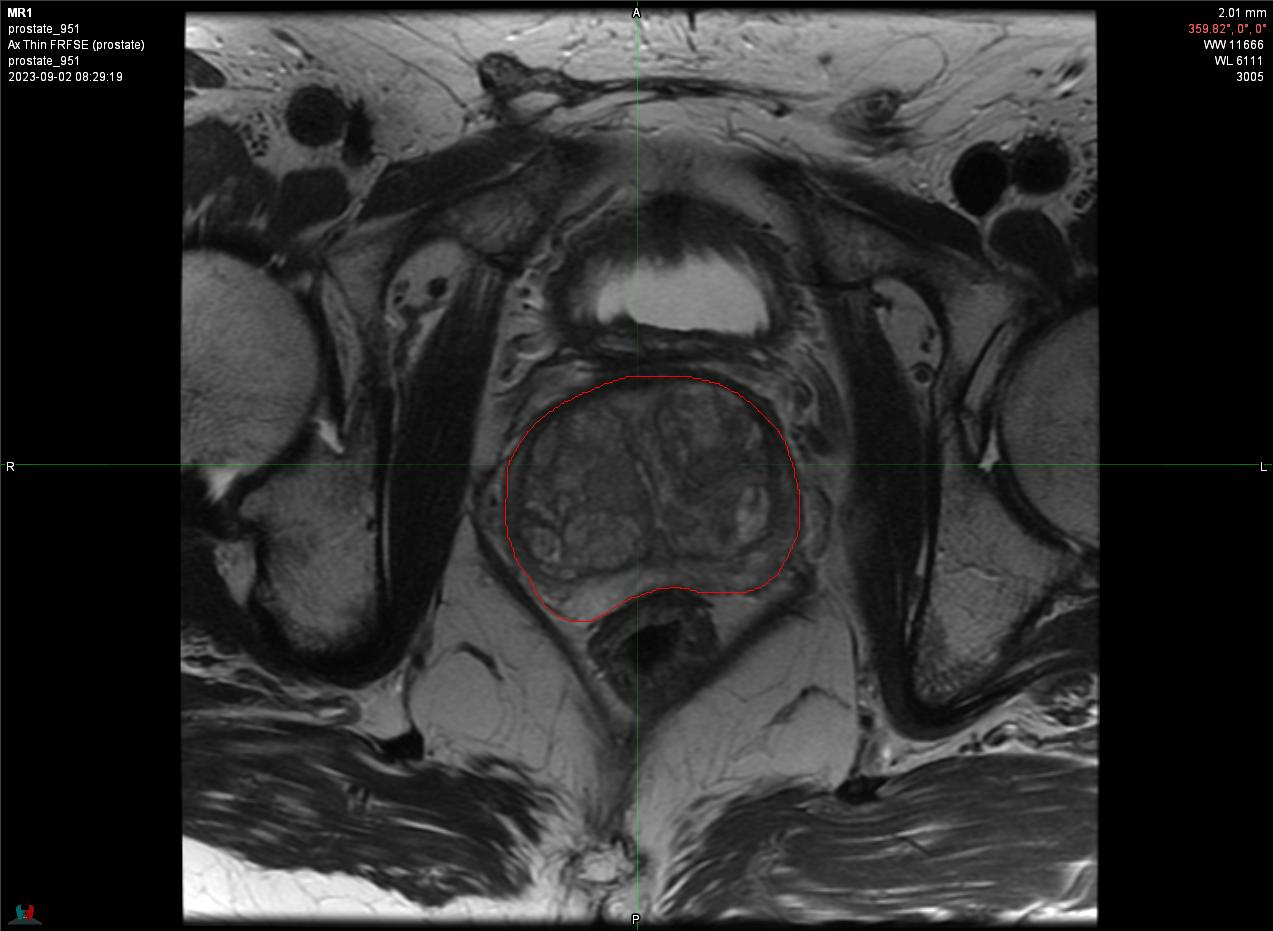 MR1
prostate_951
Ax Thin FRFSE (prostate)
prostate_951
2023-09-02 08:29:19
A
2.01 mm
359.82°, 0°, 0°
WW 11666
WL 6111
3005
R
L
P